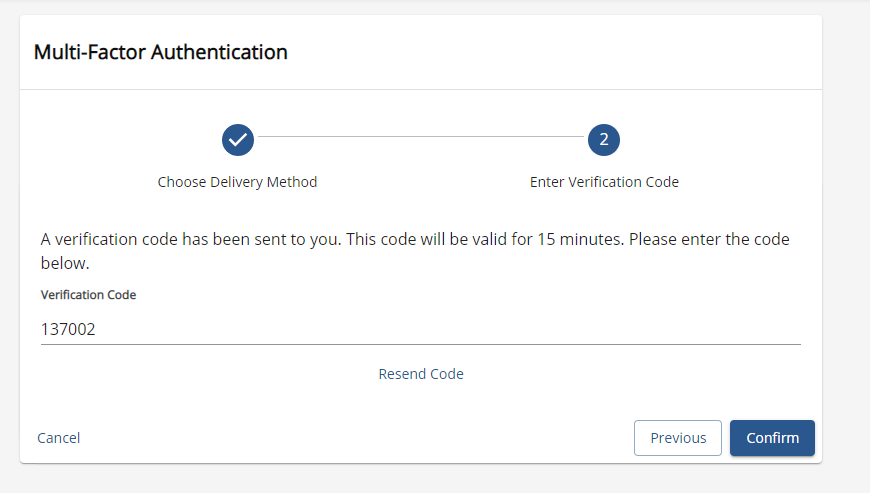 Multi-Factor Authentication
2
Choose Delivery Method
Enter Verification Code
A verification code has been sent to you. This code will be valid for 15 minutes. Please enter the code
below.
Verification Code
137002
Resend Code
Cancel
Previous
Confirm